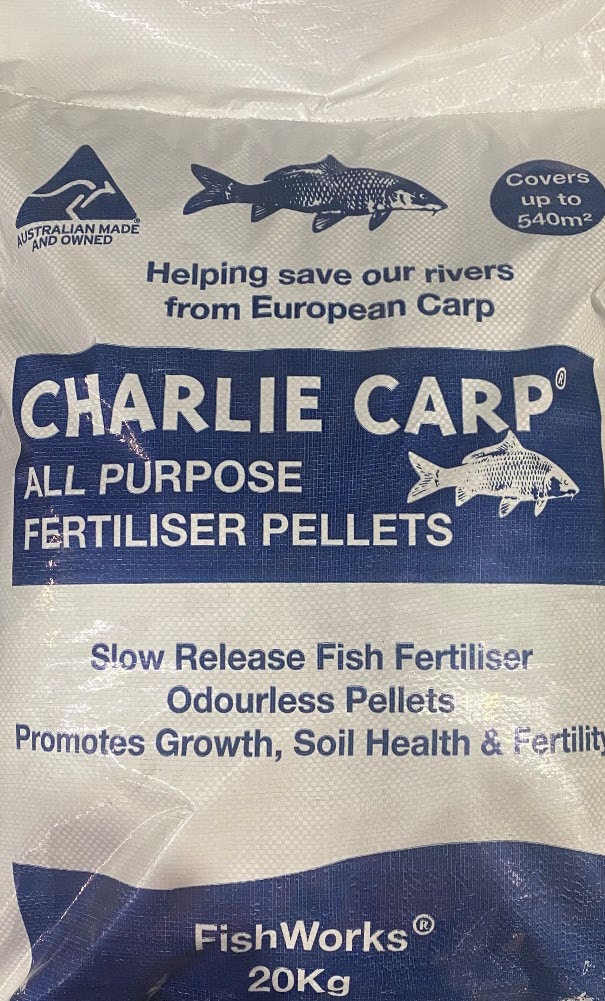 AUSTRALIAN MADE
AND OWNED
Covers
up to
540m²
Helping save our rivers
from European Carp
CHARLIE CARP®
ALL PURPOSE
FERTILISER PELLETS
Slow Release Fish Fertiliser
Odourless Pellets
Promotes Growth, Soil Health & Fertility
FishWorks®
20Kg